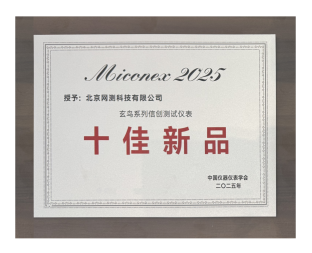 Miconex 2025
授予：北京网测科技有限公司
玄鸟系列信创测试仪表
十佳新品
中国仪器仪表学会
二〇二五年